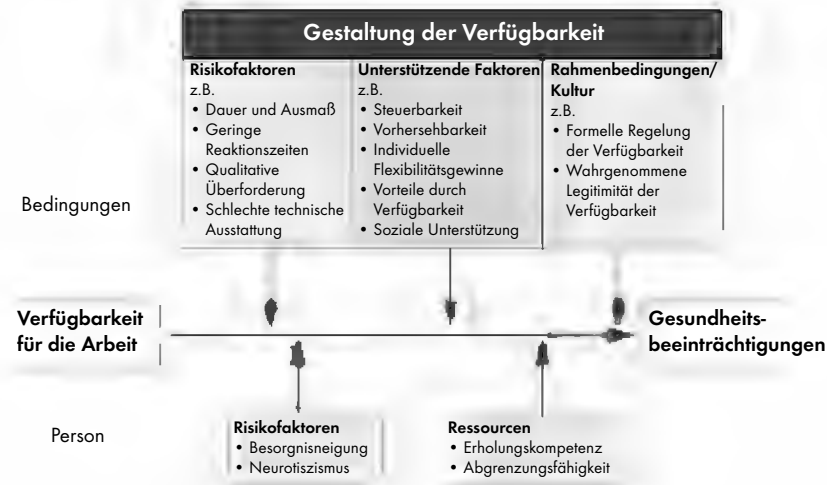 Gestaltung der Verfügbarkeit
Risikofaktoren
z.B.
• Dauer und Ausmaß
• Geringe
Reaktionszeiten
• Qualitative
Überforderung
• Schlechte technische
Ausstattung
Unterstützende Faktoren
z.B.
• Steuerbarkeit
• Vorhersehbarkeit
• Individuelle
Flexibilitätsgewinne
• Vorteile durch
Verfügbarkeit
• Soziale Unterstützung
Rahmenbedingungen/
Kultur
z.B.
• Formelle Regelung
der Verfügbarkeit
• Wahrgenommene
Legitimität der
Verfügbarkeit
Bedingungen
Verfügbarkeit
für die Arbeit
Gesundheits-
beeinträchtigungen
Person
Risikofaktoren
• Besorgnisneigung
• Neurotiszismus
Ressourcen
• Erholungskompetenz
• Abgrenzungsfähigkeit